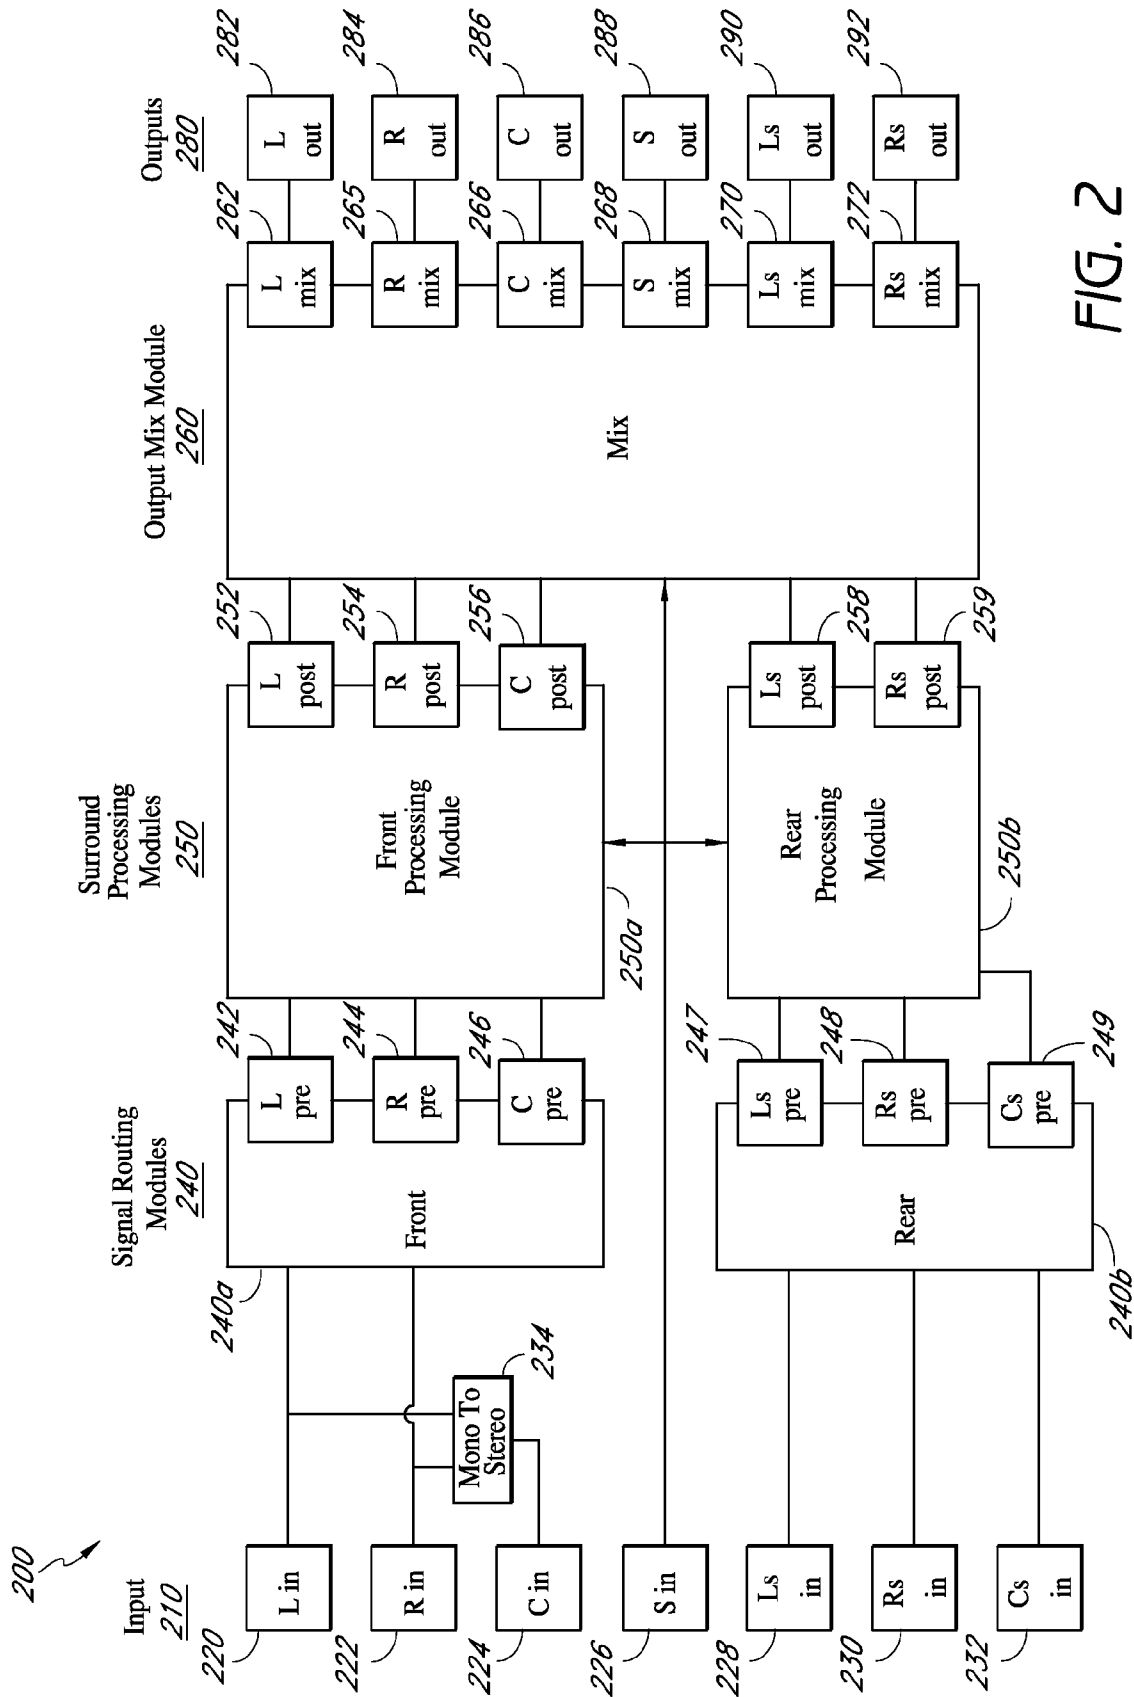 200
Input
210
220
L in
222
R in
224
C in
226
S in
228
Ls
in
230
Rs
in
232
Cs
in
Mono To
Stereo
234
Signal Routing
Modules
240
240a
Front
L
pre
242
R
pre
244
C
pre
246
Rear
240b
Ls
pre
247
Rs
pre
248
Cs
pre
249
Surround
Processing
Modules
250
Front
Processing
Module
250a
L
post
252
R
post
254
C
post
256
Rear
Processing
Module
250b
Ls
post
258
Rs
post
259
Output Mix Module
260
Mix
L
mix
262
R
mix
265
C
mix
266
S
mix
268
Ls
mix
270
Rs
mix
272
Outputs
280
L
out
282
R
out
284
C
out
286
S
out
288
Ls
out
290
Rs
out
292
FIG. 2